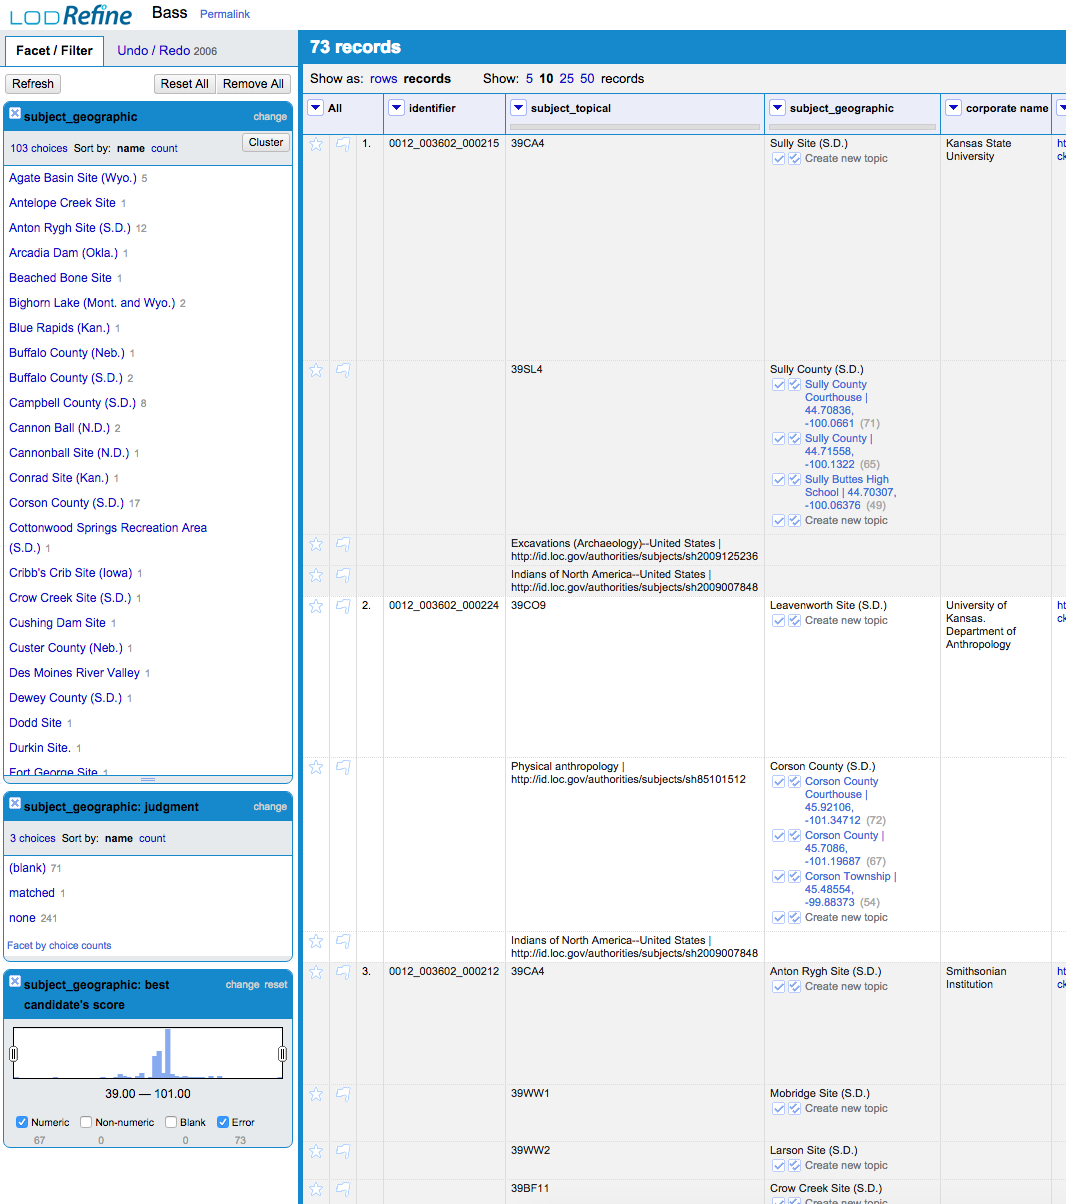 LODRefine Bass Permalink
Facet / Filter Undo / Redo 2006
Refresh Reset All Remove All
subject_geographic change
103 choices Sort by: name count Cluster
Agate Basin Site (Wyo.) 5
Antelope Creek Site 1
Anton Rygh Site (S.D.) 12
Arcadia Dam (Okla.) 1
Beached Bone Site 1
Bighorn Lake (Mont. and Wyo.) 2
Blue Rapids (Kan.) 1
Buffalo County (Neb.) 1
Buffalo County (S.D.) 2
Campbell County (S.D.) 8
Cannon Ball (N.D.) 2
Cannonball Site (N.D.) 1
Conrad Site (Kan.) 1
Corson County (S.D.) 17
Cottonwood Springs Recreation Area
(S.D.) 1
Cribb's Crib Site (Iowa) 1
Crow Creek Site (S.D.) 1
Cushing Dam Site 1
Custer County (Neb.) 1
Des Moines River Valley 1
Dewey County (S.D.) 1
Dodd Site 1
Durkin Site. 1
Fort George Site 1
subject_geographic: judgment change
3 choices Sort by: name count
(blank) 71
matched 1
none 241
Facet by choice counts
subject_geographic: best change reset
candidate's score
39.00 — 101.00
Numeric Non-numeric Blank Error
67 0 0 73
73 records
Show as: rows records Show: 5 10 25 50 records
All identifier subject_topical subject_geographic corporate name
1. 0012_003602_000215 39CA4 Sully Site (S.D.) Kansas State ht
Create new topic University ck
39SL4 Sully County (S.D.)
Sully County
Courthouse |
44.70836,
-100.0661 (71)
Sully County |
44.71558,
-100.1322 (65)
Sully Buttes High
School | 44.70307,
-100.06376 (49)
Create new topic
Excavations (Archaeology)--United States |
http://id.loc.gov/authorities/subjects/sh2009125236
Indians of North America--United States |
http://id.loc.gov/authorities/subjects/sh2009007848
2. 0012_003602_000224 39CO9 Leavenworth Site (S.D.) University of ht
Create new topic Kansas. ck
Department of
Anthropology
Physical anthropology | Corson County (S.D.)
http://id.loc.gov/authorities/subjects/sh85101512 Corson County
Courthouse |
45.92106,
-101.34712 (72)
Corson County |
45.7086,
-101.19687 (67)
Corson Township |
45.48554,
-99.88373 (54)
Create new topic
Indians of North America--United States |
http://id.loc.gov/authorities/subjects/sh2009007848
3. 0012_003602_000212 39CA4 Anton Rygh Site (S.D.) Smithsonian ht
Create new topic Institution ck
39WW1 Mobridge Site (S.D.)
Create new topic
39WW2 Larson Site (S.D.)
Create new topic
39BF11 Crow Creek Site (S.D.)
Create new topic